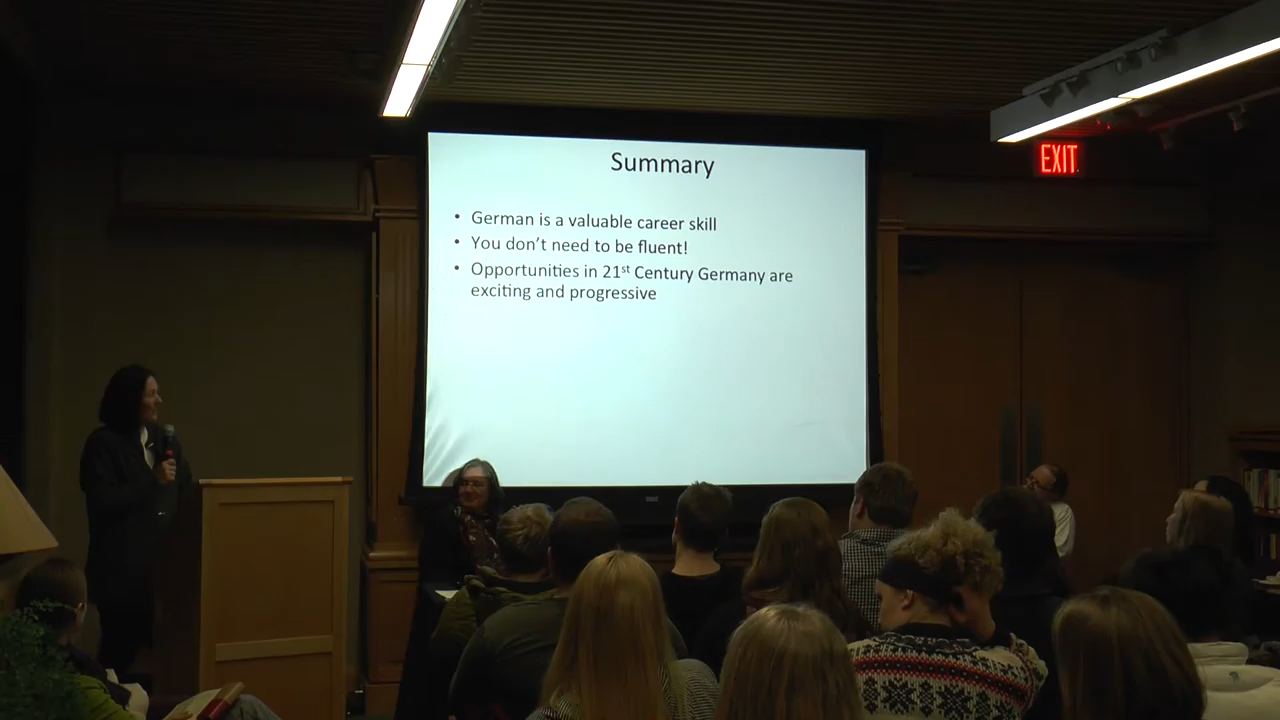 Summary
• German is a valuable career skill
• You don't need to be fluent!
• Opportunities in 21st Century Germany are
exciting and progressive
EXIT